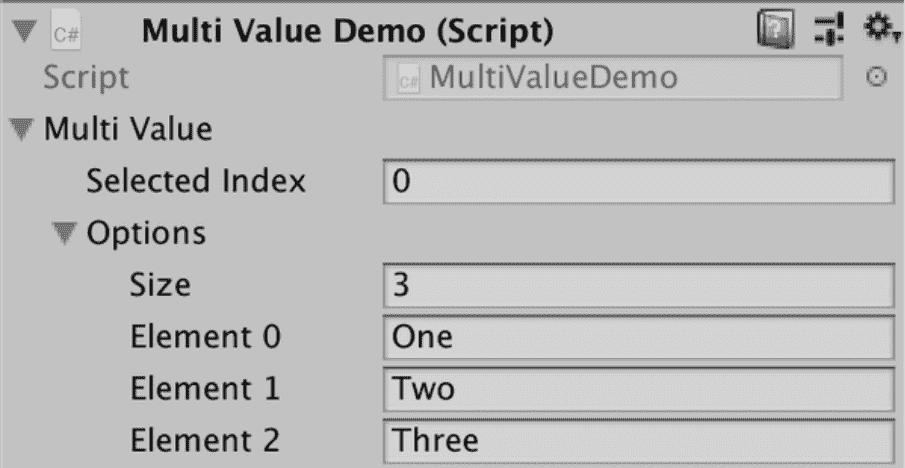 C# Multi Value Demo (Script)
Script C# MultiValueDemo
Multi Value
Selected Index 0
Options
Size 3
Element 0 One
Element 1 Two
Element 2 Three